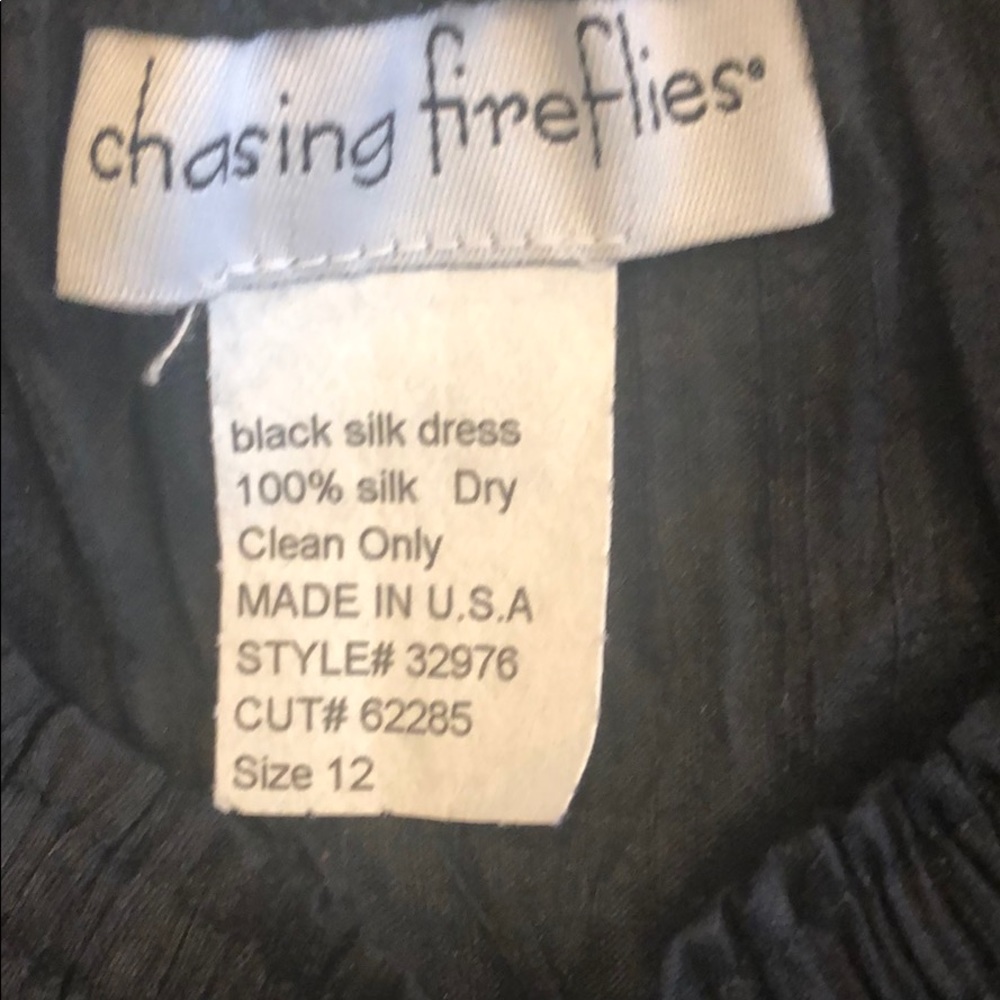 chasing fireflies®
black silk dress
100% silk Dry
Clean Only
MADE IN U.S.A
STYLE# 32976
CUT# 62285
Size 12